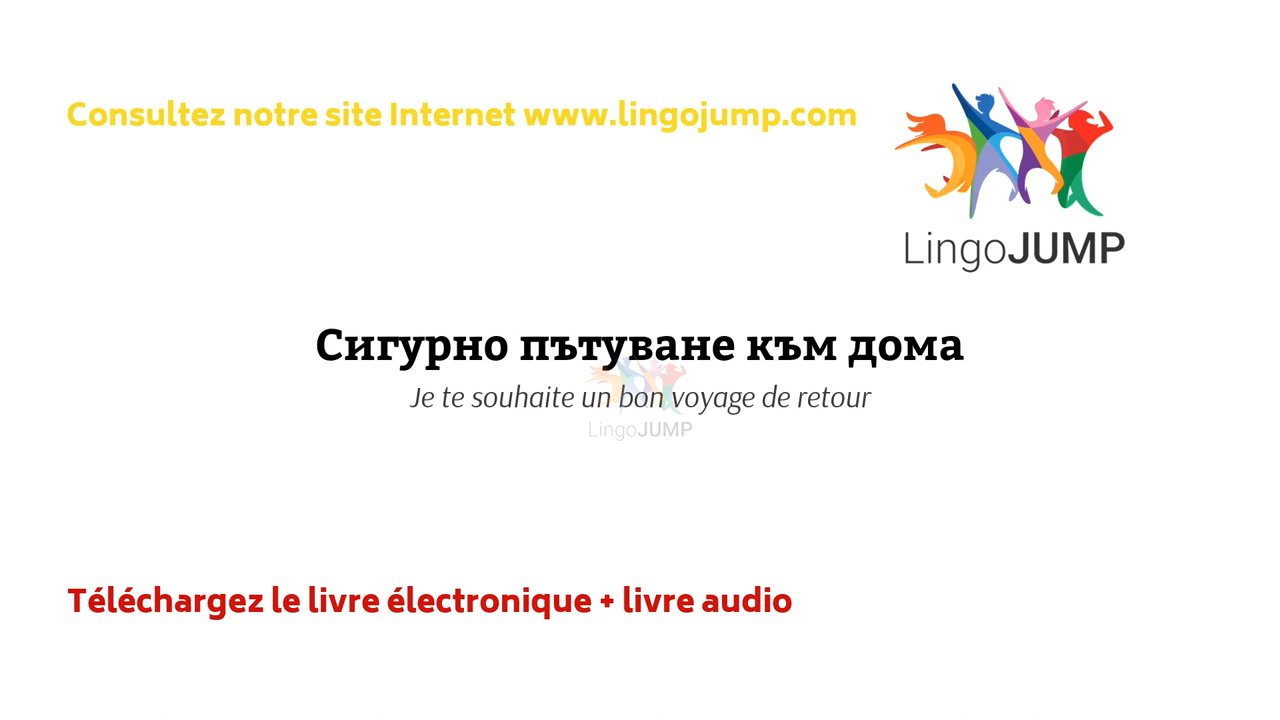 Consultez notre site Internet www.lingojump.com
LingoJUMP
Сигурно пътуване към дома
Je te souhaite un bon voyage de retour
LingoJUMP
Téléchargez le livre électronique + livre audio